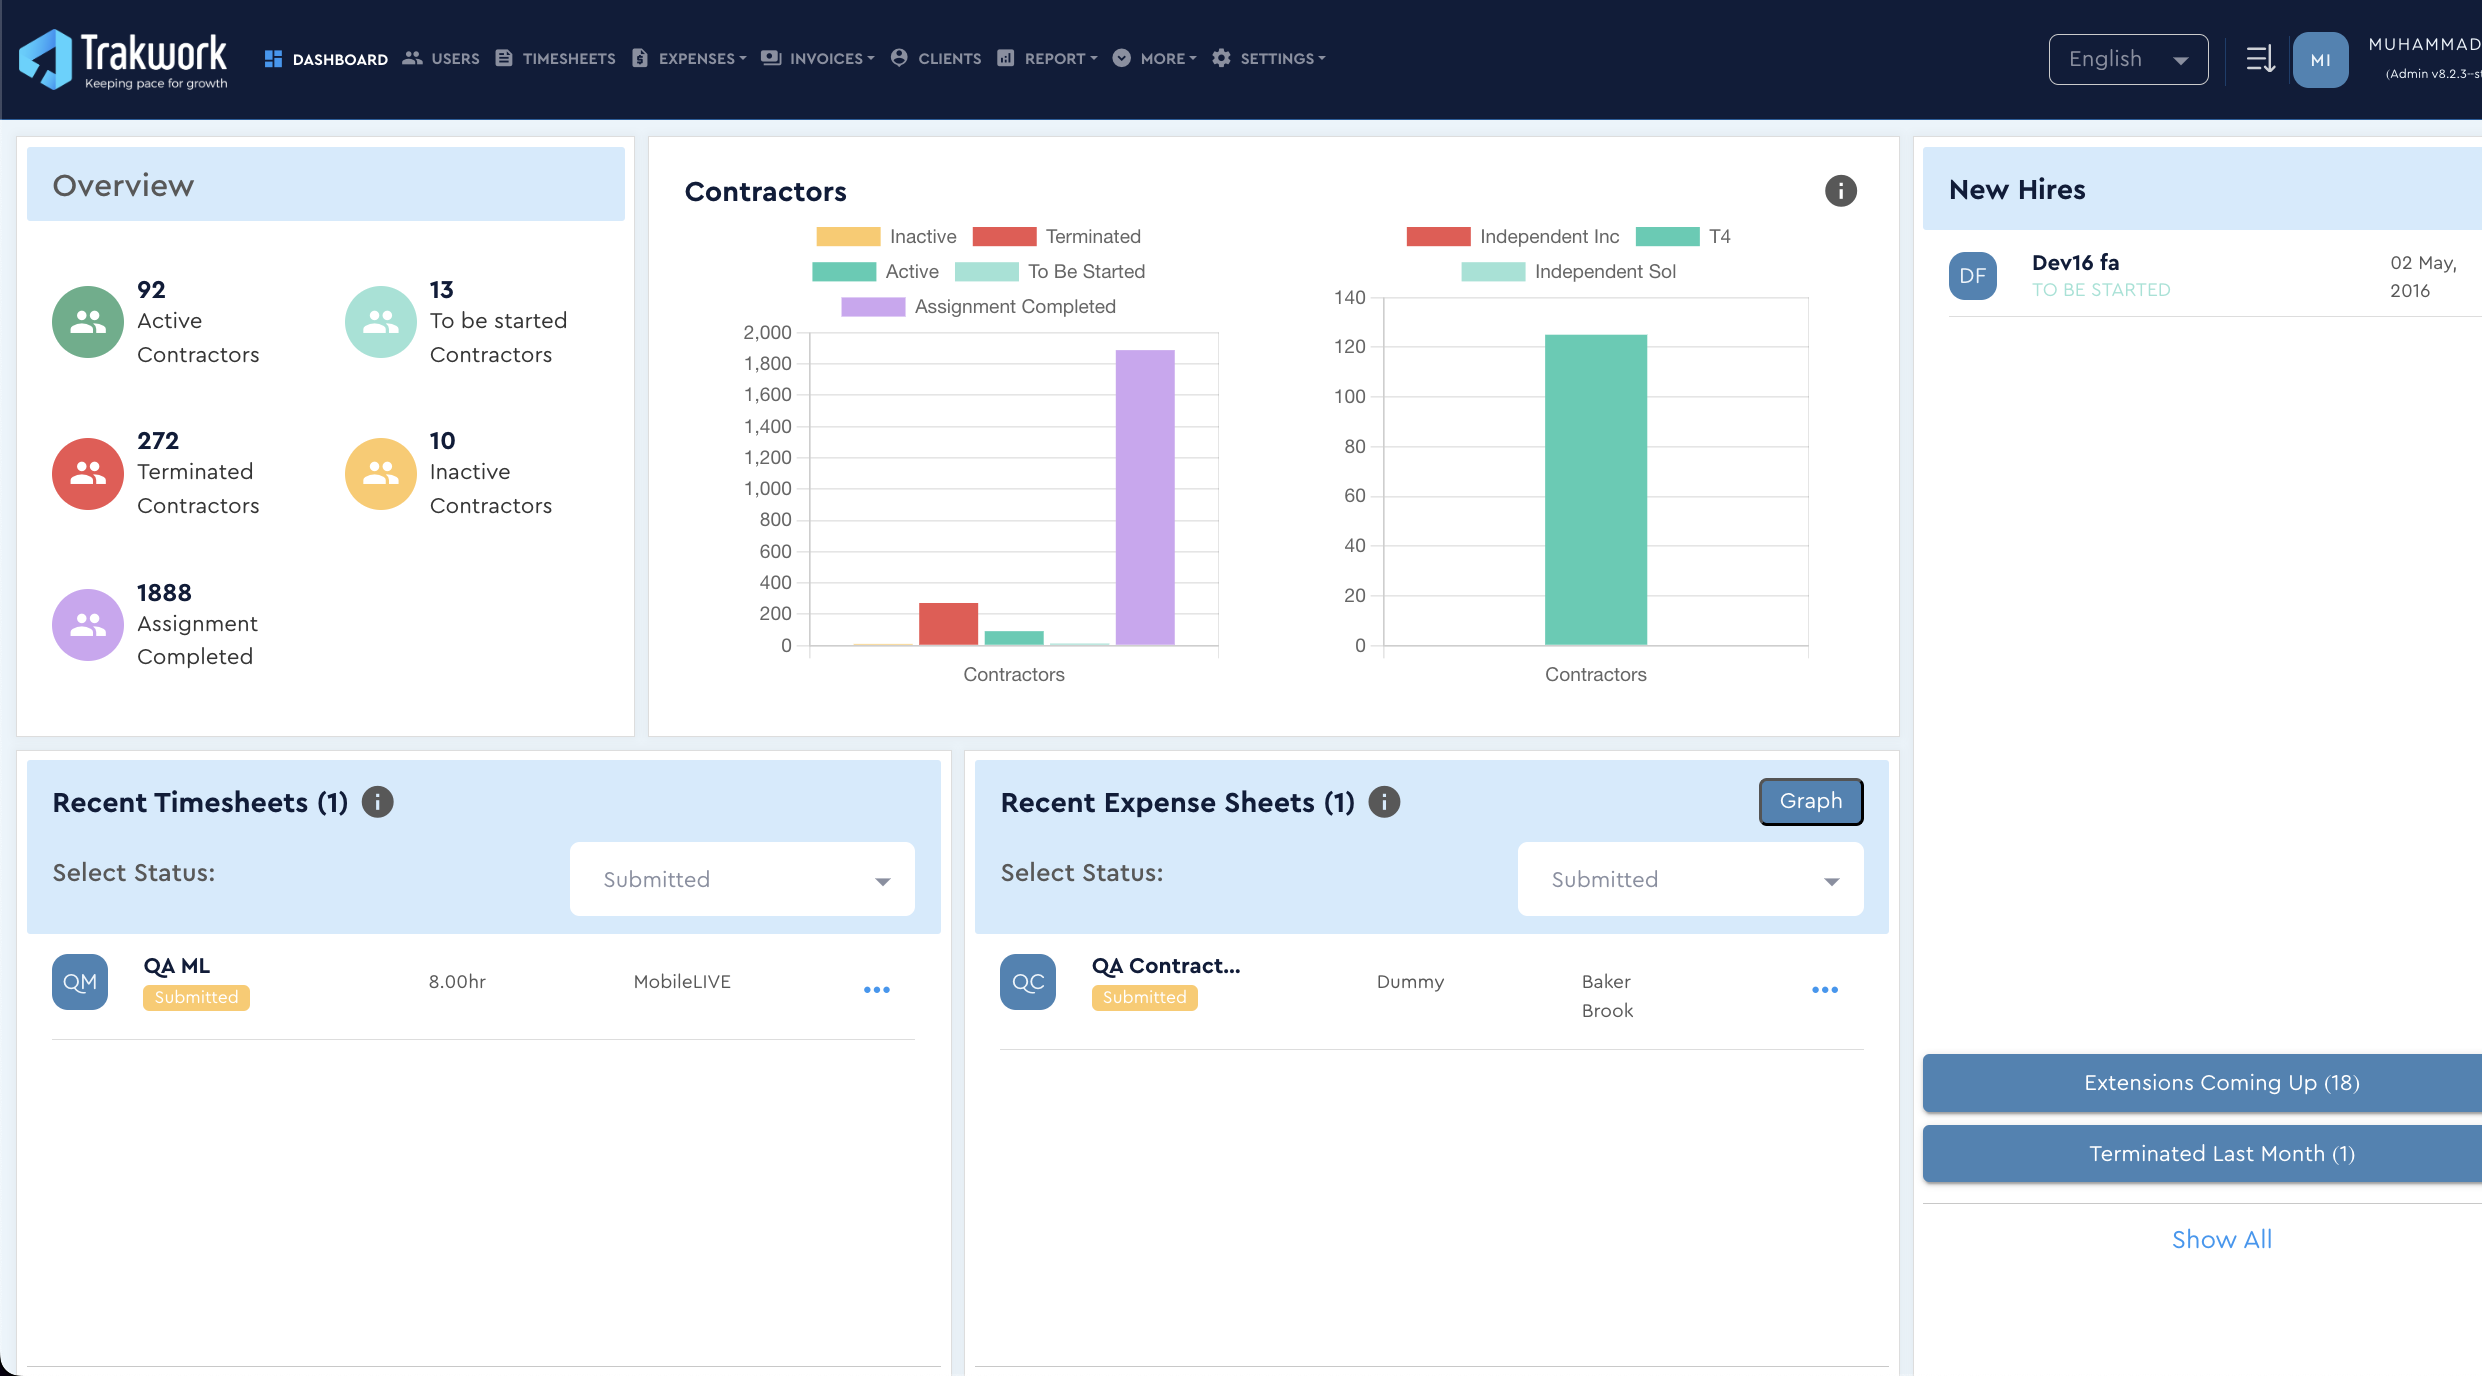 Trakwork
Keeping pace for growth
DASHBOARD USERS TIMESHEETS EXPENSES INVOICES CLIENTS REPORT MORE SETTINGS
English
MI
MUHAMMAD
(Admin v8.2.3-st
Overview
92
Active
Contractors
13
To be started
Contractors
272
Terminated
Contractors
10
Inactive
Contractors
1888
Assignment
Completed
Contractors
Inactive Terminated
Active To Be Started
Assignment Completed
2,000
1,800
1,600
1,400
1,200
1,000
800
600
400
200
0
Contractors
Independent Inc T4
Independent Sol
140
120
100
80
60
40
20
0
Contractors
New Hires
DF
Dev16 fa
TO BE STARTED
02 May,
2016
Recent Timesheets (1)
Select Status:
Submitted
QM
QA ML
Submitted
8.00hr
MobileLIVE
Recent Expense Sheets (1)
Graph
Select Status:
Submitted
QC
QA Contract...
Submitted
Dummy
Baker
Brook
Extensions Coming Up (18)
Terminated Last Month (1)
Show All